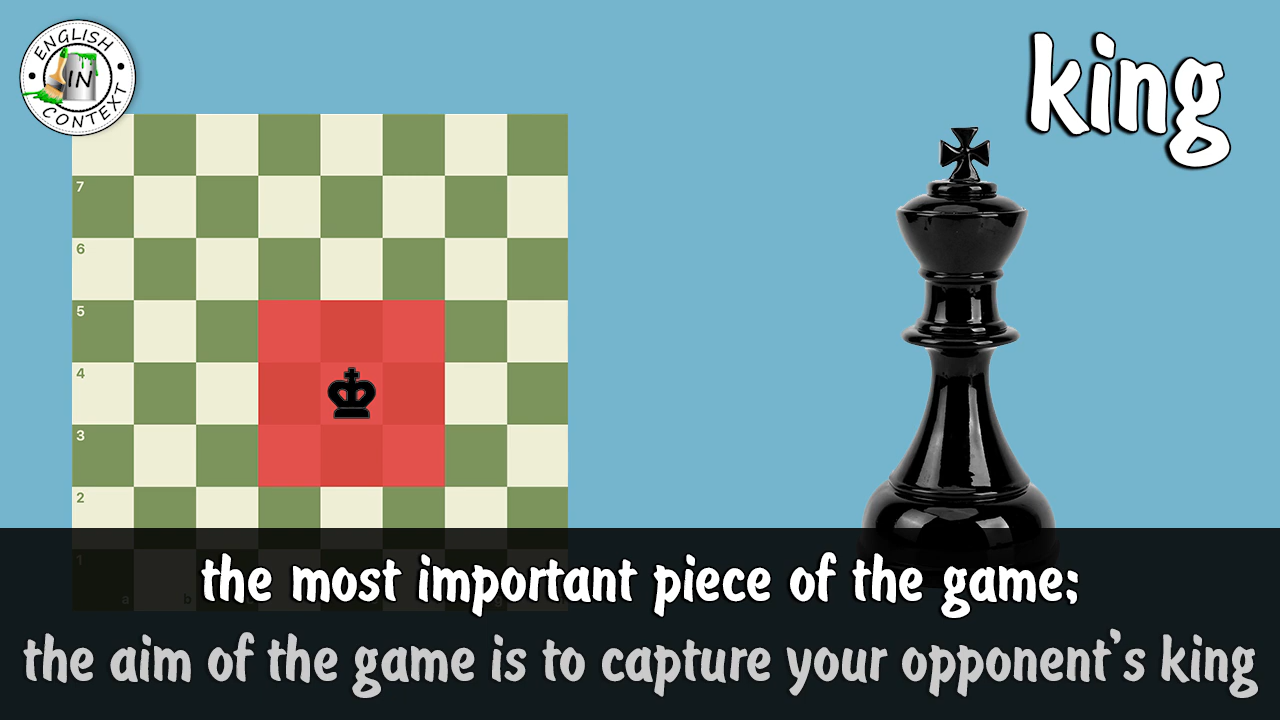 ENGLISH
IN
CONTEXT
king
7
6
5
4
3
2
1
a
b
the most important piece of the game;
the aim of the game is to capture your opponent's king